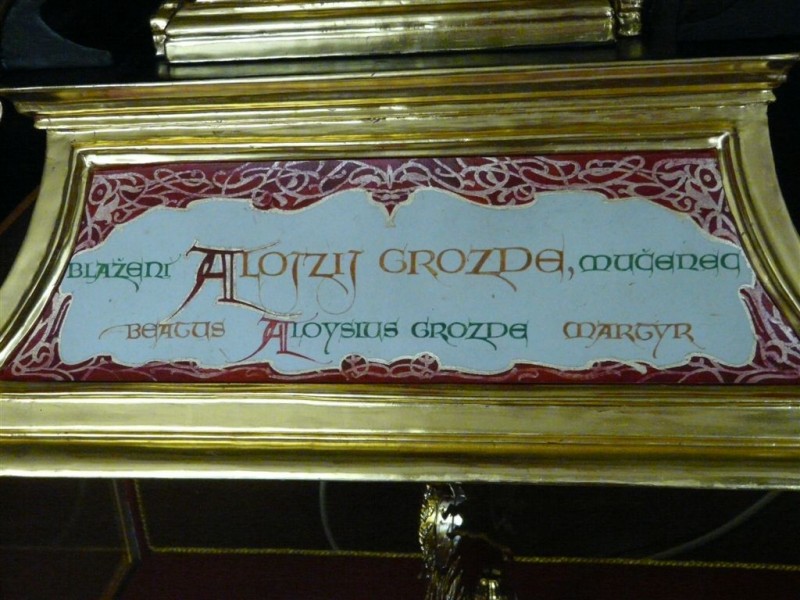 BLAŽENI ALOJZIJ GROZDE, MUČENEC
BEATUS ALOYSIUS GROZDE MARTYR